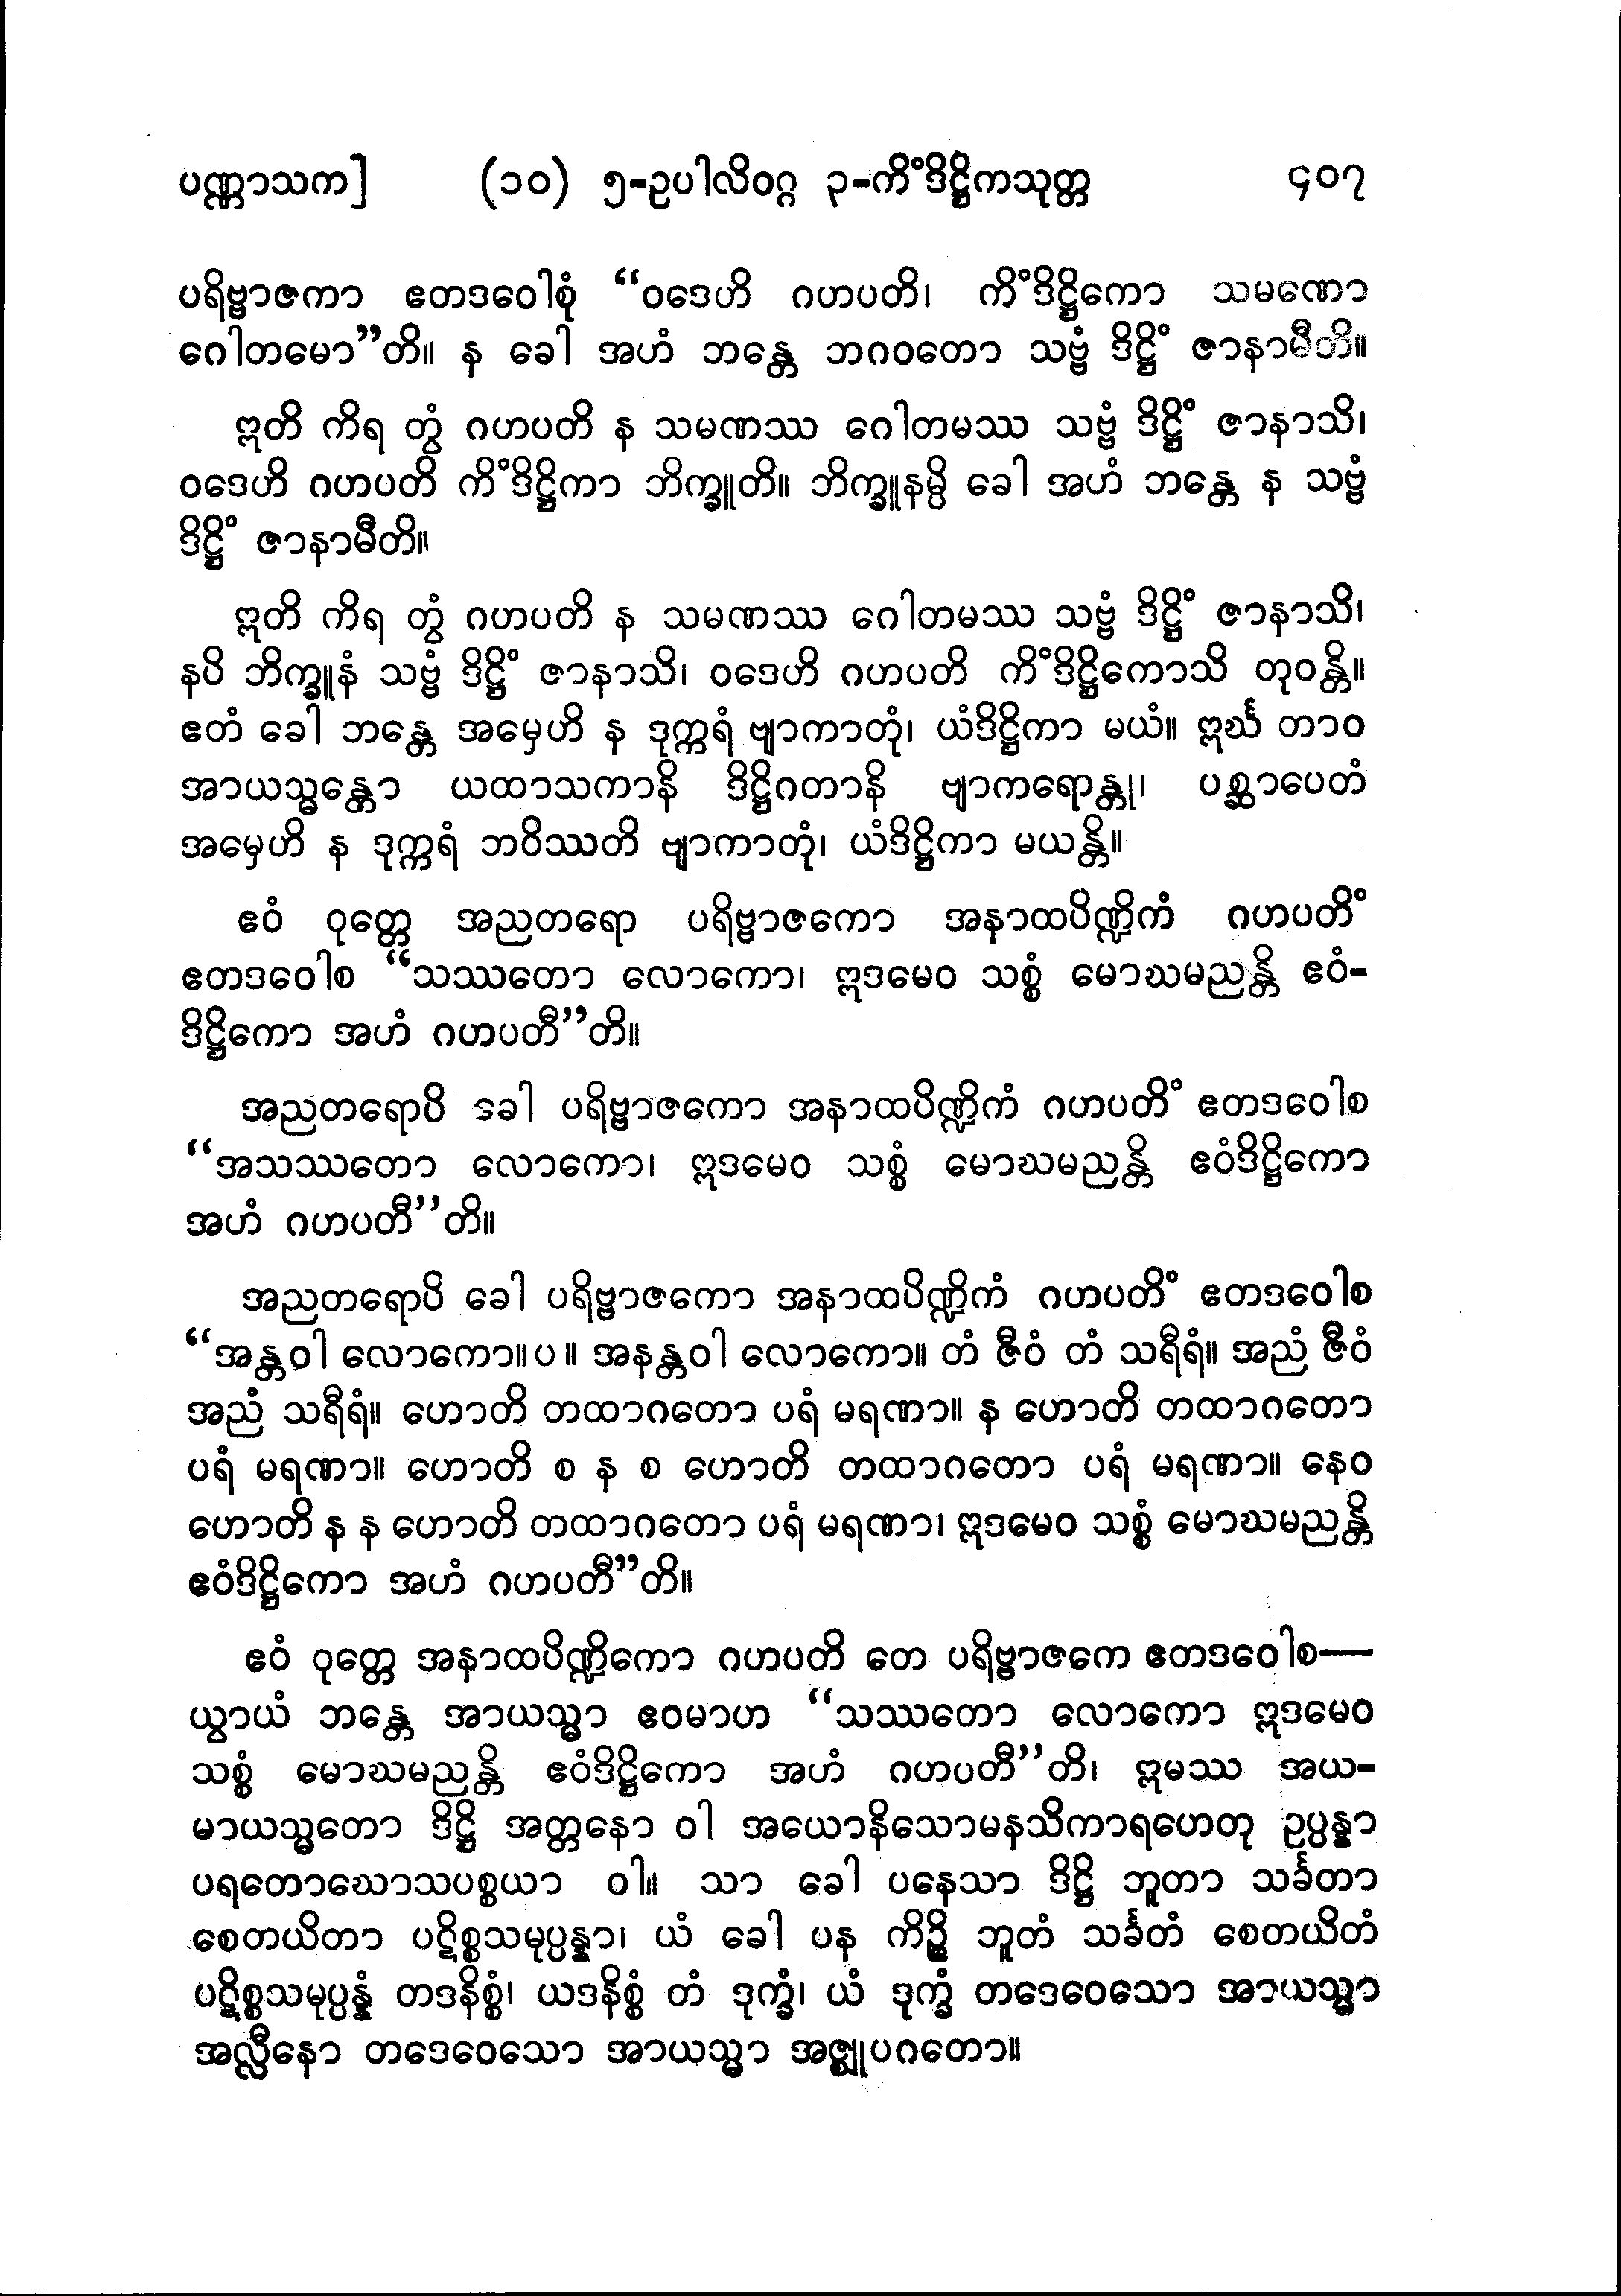 ပဏ္ဏာသက] (၁၀) ၅-ဥပါလိဝဂ္ဂ ၃-ကိံဒိဋ္ဌိကသုတ္တ ၄၀၇
ပရိဗ္ဗာဇကာ ဧတဒဝေါစုံ “ဝဒေဟိ ဂဟပတိ၊ ကိံဒိဋ္ဌိကော သမဏော
ဂေါတမော”တိ။ န ခေါ အဟံ ဘန္တေ ဘဂဝတော သဗ္ဗံ ဒိဋ္ဌိံ ဇာနာမီတိ။
ဣတိ ကိရ တွံ ဂဟပတိ န သမဏဿ ဂေါတမဿ သဗ္ဗံ ဒိဋ္ဌိံ ဇာနာသိ၊
ဝဒေဟိ ဂဟပတိ ကိံဒိဋ္ဌိကာ ဘိက္ခူတိ။ ဘိက္ခူနမ္ပိ ခေါ အဟံ ဘန္တေ န သဗ္ဗံ
ဒိဋ္ဌိံ ဇာနာမီတိ။
ဣတိ ကိရ တွံ ဂဟပတိ န သမဏဿ ဂေါတမဿ သဗ္ဗံ ဒိဋ္ဌိံ ဇာနာသိ၊
နပိ ဘိက္ခူနံ သဗ္ဗံ ဒိဋ္ဌိံ ဇာနာသိ၊ ဝဒေဟိ ဂဟပတိ ကိံဒိဋ္ဌိကောသိ တုဝန္တိ။
ဧတံ ခေါ ဘန္တေ အမှေဟိ န ဒုက္ကရံ ဗျာကာတုံ၊ ယံဒိဋ္ဌိကာ မယံ။ ဣင်္ဃ တာဝ
အာယသ္မန္တော ယထာသကာနိ ဒိဋ္ဌိဂတာနိ ဗျာကရောန္တု၊ ပစ္ဆာပေတံ
အမှေဟိ န ဒုက္ကရံ ဘဝိဿတိ ဗျာကာတုံ၊ ယံဒိဋ္ဌိကာ မယန္တိ။
ဧဝံ ဝုတ္တေ အညတရော ပရိဗ္ဗာဇကော အနာထပိဏ္ဍိကံ ဂဟပတိံ
ဧတဒဝေါစ “သဿတော လောကော၊ ဣဒမေဝ သစ္စံ မောဃမညန္တိ ဧဝံ-
ဒိဋ္ဌိကော အဟံ ဂဟပတီ”တိ။
အညတရောပိ ခေါ ပရိဗ္ဗာဇကော အနာထပိဏ္ဍိကံ ဂဟပတိံ ဧတဒဝေါစ
“အသဿတော လောကော၊ ဣဒမေဝ သစ္စံ မောဃမညန္တိ ဧဝံဒိဋ္ဌိကော
အဟံ ဂဟပတီ”တိ။
အညတရောပိ ခေါ ပရိဗ္ဗာဇကော အနာထပိဏ္ဍိကံ ဂဟပတိံ ဧတဒဝေါစ
“အန္တဝါ လောကော။ပ။ အနန္တဝါ လောကော။ တံ ဇီဝံ တံ သရီရံ။ အညံ ဇီဝံ
အညံ သရီရံ။ ဟောတိ တထာဂတော ပရံ မရဏာ။ န ဟောတိ တထာဂတော
ပရံ မရဏာ။ ဟောတိ စ န စ ဟောတိ တထာဂတော ပရံ မရဏာ။ နေဝ
ဟောတိ န န ဟောတိ တထာဂတော ပရံ မရဏာ၊ ဣဒမေဝ သစ္စံ မောဃမညန္တိ
ဧဝံဒိဋ္ဌိကော အဟံ ဂဟပတီ”တိ။
ဧဝံ ဝုတ္တေ အနာထပိဏ္ဍိကော ဂဟပတိ တေ ပရိဗ္ဗာဇကေ ဧတဒဝေါစ—
ယွာယံ ဘန္တေ အာယသ္မာ ဧဝမာဟ “သဿတော လောကော ဣဒမေဝ
သစ္စံ မောဃမညန္တိ ဧဝံဒိဋ္ဌိကော အဟံ ဂဟပတီ”တိ၊ ဣမဿ အယ-
မာယသ္မတော ဒိဋ္ဌိ အတ္တနော ဝါ အယောနိသောမနသိကာရဟေတု ဥပ္ပန္နာ
ပရတောဃောသပစ္စယာ ဝါ။ သာ ခေါ ပနေသာ ဒိဋ္ဌိ ဘူတာ သင်္ခတာ
စေတယိတာ ပဋိစ္စသမုပ္ပန္နာ၊ ယံ ခေါ ပန ကိဉ္စိ ဘူတံ သင်္ခတံ စေတယိတံ
ပဋိစ္စသမုပ္ပန္နံ တဒနိစ္စံ၊ ယဒနိစ္စံ တံ ဒုက္ခံ၊ ယံ ဒုက္ခံ တဒေဝေသော အာယသ္မာ
အလ္လီနော တဒေဝေသော အာယသ္မာ အဇ္ဈုပဂတော။